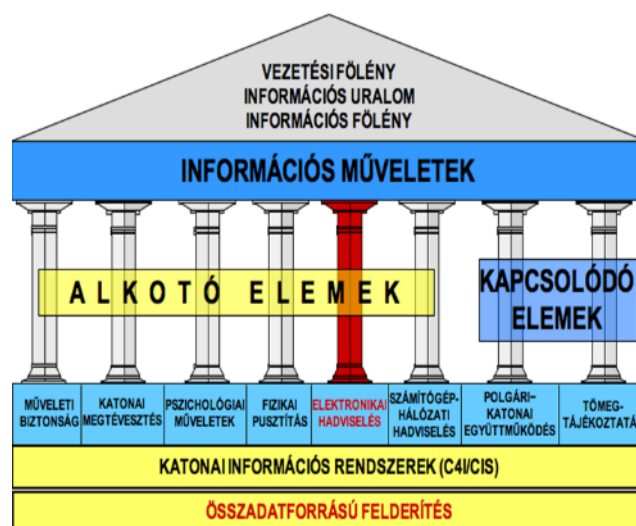 VEZETÉSI FÖLÉNY
INFORMÁCIÓS URALOM
INFORMÁCIÓS FÖLÉNY
INFORMÁCIÓS MŰVELETEK
ALKOTÓ ELEMEK
KAPCSOLÓDÓ
ELEMEK
MŰVELETI
BIZTONSÁG
KATONAI
MEGTÉVESZTÉS
PSZICHOLÓGIAI
MŰVELETEK
FIZIKAI
PUSZTÍTÁS
ELEKTRONIKAI
HADVISELÉS
SZÁMÍTÓGÉP-
HÁLÓZATI
HADVISELÉS
POLGÁRI–
KATONAI
EGYÜTTMŰKÖDÉS
TÖMEG-
TÁJÉKOZTATÁ
KATONAI INFORMÁCIÓS RENDSZEREK (C4I/CIS)
ÖSSZADATFORRÁSÚ FELDERÍTÉS